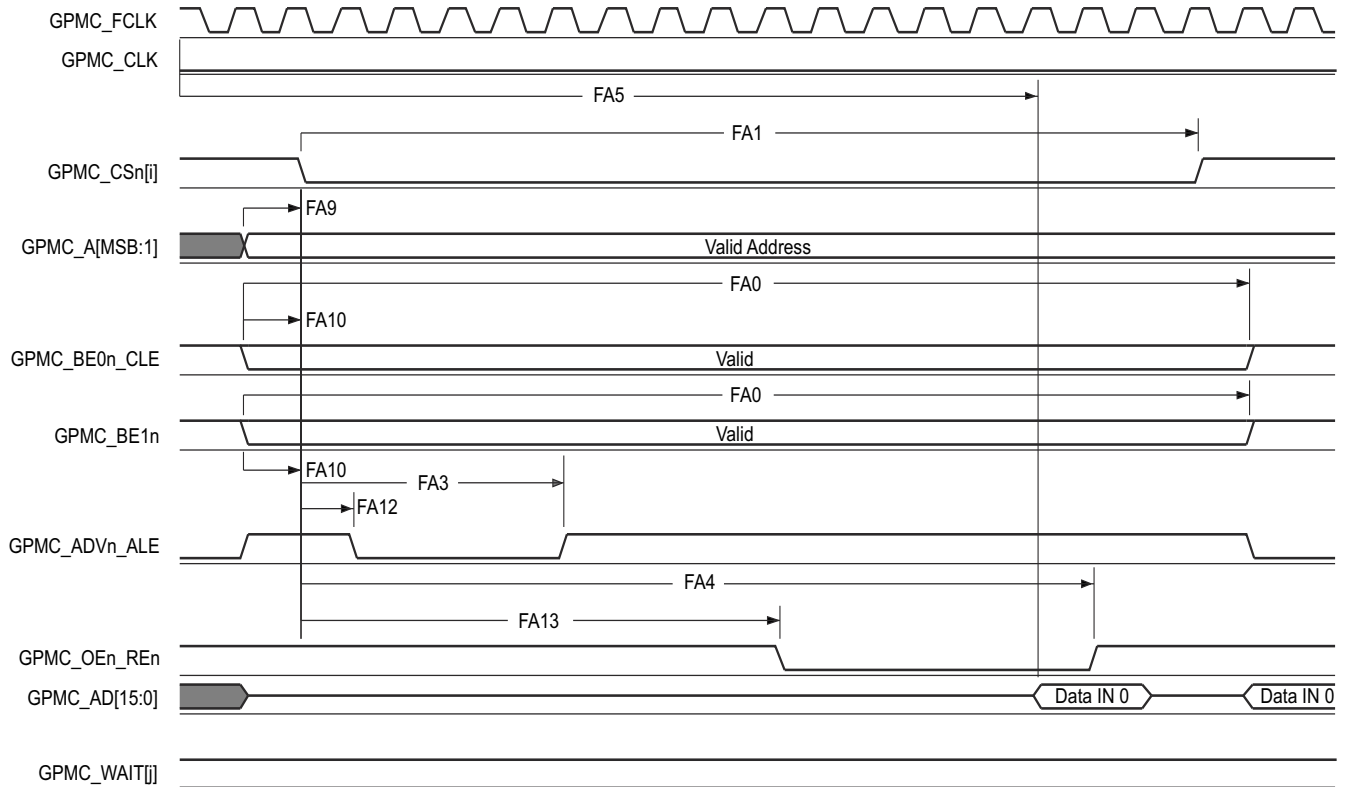 GPMC_FCLK
GPMC_CLK
FA5
FA1
GPMC_CSn[i]
FA9
GPMC_A[MSB:1]
Valid Address
FA0
FA10
GPMC_BE0n_CLE
Valid
FA0
GPMC_BE1n
Valid
FA10
FA3
FA12
GPMC_ADVn_ALE
FA4
FA13
GPMC_OEn_REn
GPMC_AD[15:0]
Data IN 0
Data IN 0
GPMC_WAIT[j]